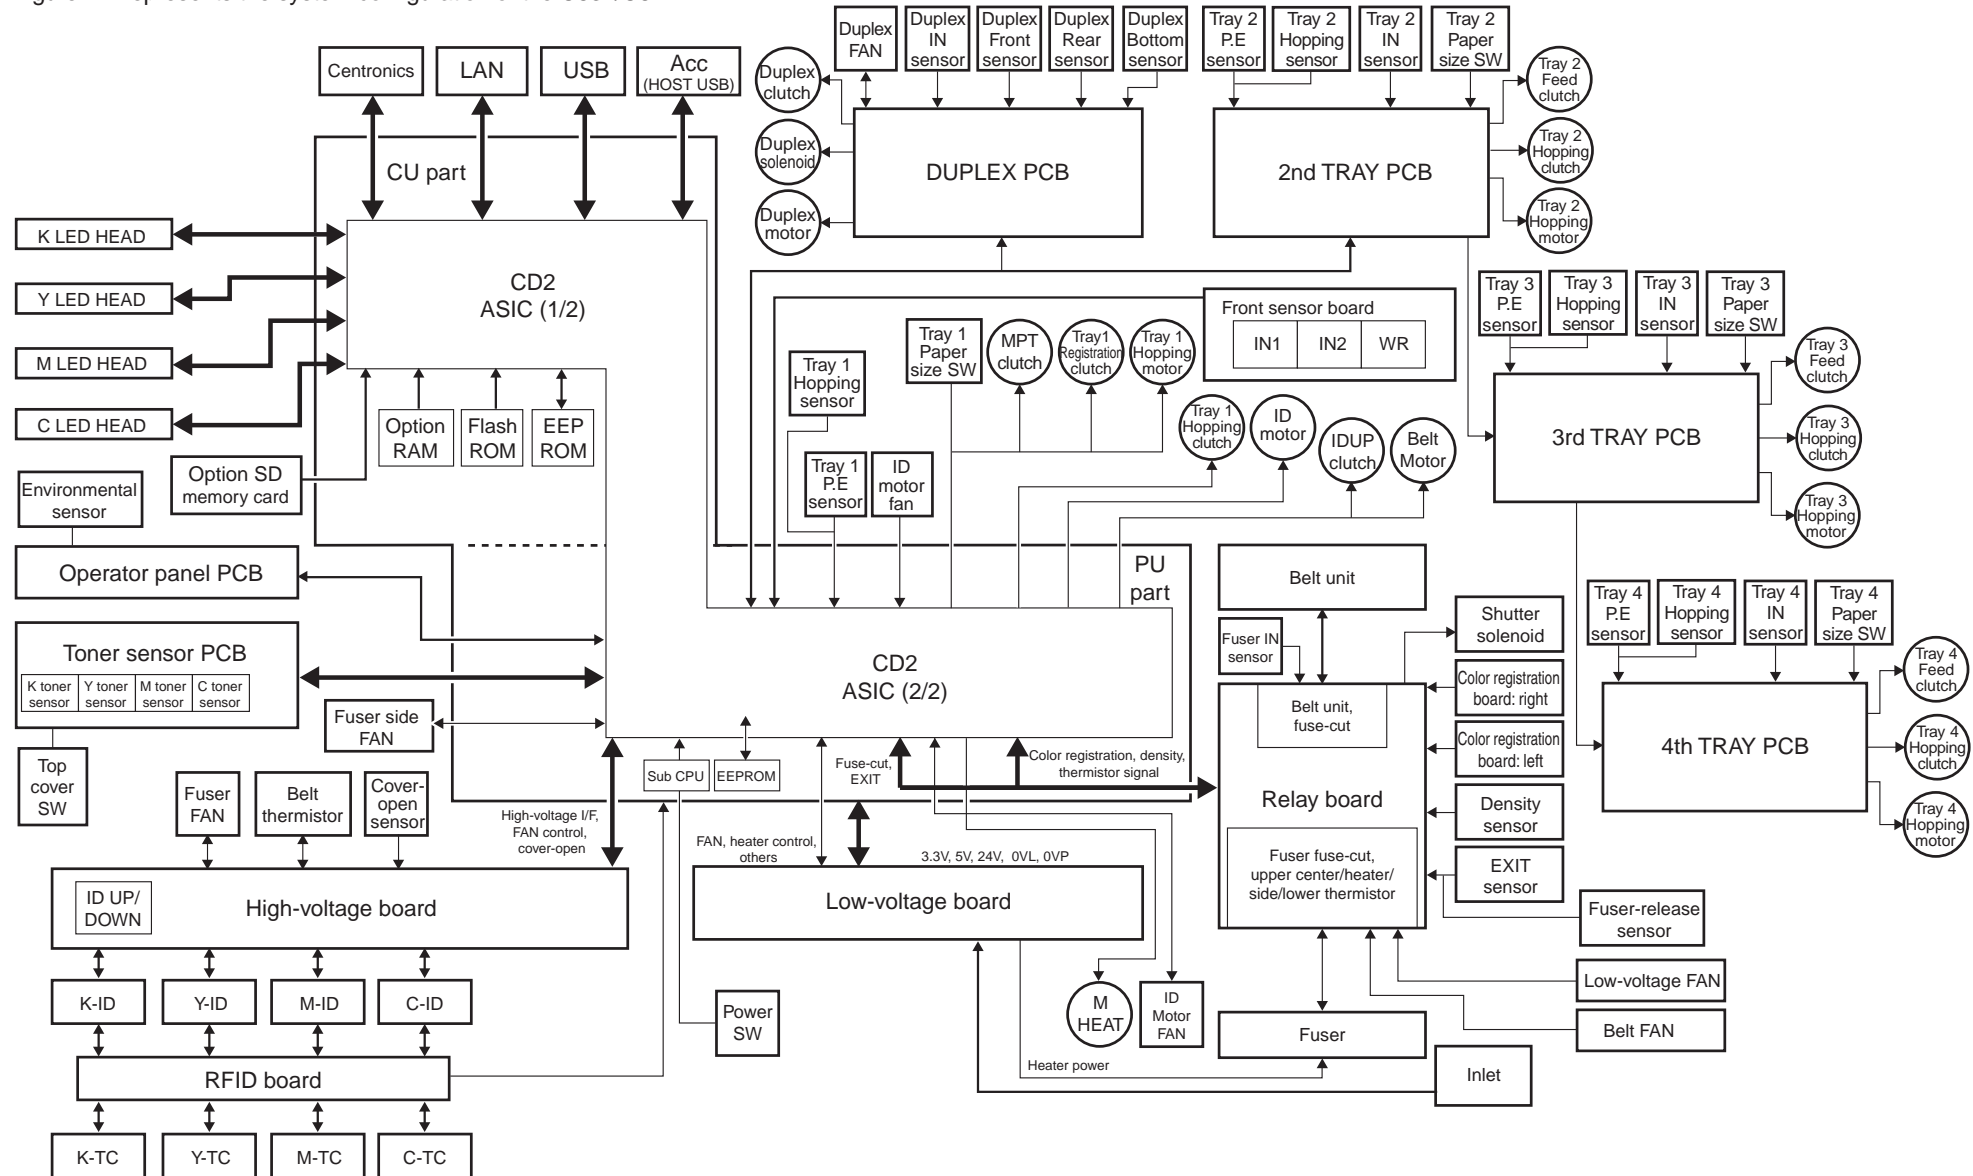 Centronics
LAN
USB
Acc
(HOST USB)
Duplex
FAN
Duplex
IN
sensor
Duplex
Front
sensor
Duplex
Rear
sensor
Duplex
Bottom
sensor
Tray 2
P.E
sensor
Tray 2
Hopping
sensor
Tray 2
IN
sensor
Tray 2
Paper
size SW
Duplex
clutch
Duplex
solenoid
Duplex
motor
DUPLEX PCB
2nd TRAY PCB
Tray 2
Feed
clutch
Tray 2
Hopping
clutch
Tray 2
Hopping
motor
CU part
K LED HEAD
Y LED HEAD
M LED HEAD
C LED HEAD
CD2
ASIC (1/2)
Option
RAM
Flash
ROM
EEP
ROM
Option SD
memory card
Environmental
sensor
Operator panel PCB
Toner sensor PCB
K toner
sensor
Y toner
sensor
M toner
sensor
C toner
sensor
Top
cover
SW
Fuser side
FAN
Tray 1
Hopping
sensor
Tray 1
P.E
sensor
ID
motor
fan
Tray 1
Paper
size SW
MPT
clutch
Tray1
Registration
clutch
Tray 1
Hopping
motor
Front sensor board
IN1
IN2
WR
Tray 1
Hopping
clutch
ID
motor
IDUP
clutch
Belt
Motor
Tray 3
P.E
sensor
Tray 3
Hopping
sensor
Tray 3
IN
sensor
Tray 3
Paper
size SW
3rd TRAY PCB
Tray 3
Feed
clutch
Tray 3
Hopping
clutch
Tray 3
Hopping
motor
PU
part
CD2
ASIC (2/2)
Belt unit
Fuser IN
sensor
Belt unit,
fuse-cut
Relay board
Fuser fuse-cut,
upper center/heater/
side/lower thermistor
Shutter
solenoid
Color registration
board: right
Color registration
board: left
Density
sensor
EXIT
sensor
Fuser-release
sensor
Low-voltage FAN
Belt FAN
Tray 4
P.E
sensor
Tray 4
Hopping
sensor
Tray 4
IN
sensor
Tray 4
Paper
size SW
4th TRAY PCB
Tray 4
Feed
clutch
Tray 4
Hopping
clutch
Tray 4
Hopping
motor
Sub CPU
EEPROM
Fuse-cut,
EXIT
Color registration, density,
thermistor signal
Fuser
FAN
Belt
thermistor
Cover-
open
sensor
High-voltage I/F,
FAN control,
cover-open
FAN, heater control,
others
3.3V, 5V, 24V, 0VL, 0VP
ID UP/
DOWN
High-voltage board
Low-voltage board
K-ID
Y-ID
M-ID
C-ID
RFID board
K-TC
Y-TC
M-TC
C-TC
Power
SW
M
HEAT
ID
Motor
FAN
Fuser
Heater power
Inlet